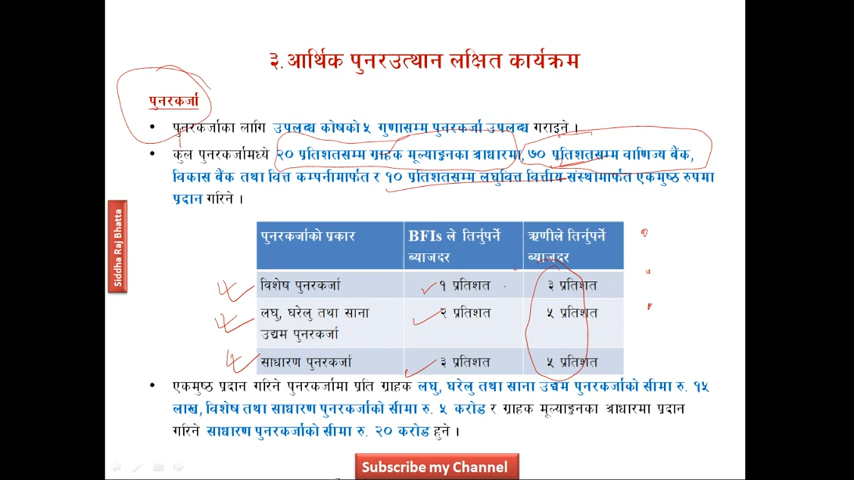 ३.आर्थिक पुनरउत्थान लक्षित कार्यक्रम
पुनरकर्जा
• पुनरकर्जाका लागि उपलब्ध कोषको ५ गुणासम्म पुनरकर्जा उपलब्ध गराइने ।
• कुल पुनरकर्जामध्ये २० प्रतिशतसम्म ग्राहक मूल्याङ्कनका आधारमा, ७० प्रतिशतसम्म वाणिज्य बैंक,
विकास बैंक तथा वित्त कम्पनीमार्फत र १० प्रतिशतसम्म लघुवित्त वित्तीय संस्थामार्फत एकमुष्ठ रुपमा
प्रदान गरिने ।
पुनरकर्जाको प्रकार BFIs ले तिर्नुपर्ने ऋणीले तिर्नुपर्ने
ब्याजदर ब्याजदर
विशेष पुनरकर्जा १ प्रतिशत ३ प्रतिशत
लघु, घरेलु तथा साना २ प्रतिशत ५ प्रतिशत
उद्यम पुनरकर्जा
साधारण पुनरकर्जा ३ प्रतिशत ५ प्रतिशत
• एकमुष्ठ प्रदान गरिने पुनरकर्जामा प्रति ग्राहक लघु, घरेलु तथा साना उद्यम पुनरकर्जाको सीमा रु. १५
लाख, विशेष तथा साधारण पुनरकर्जाको सीमा रु. ५ करोड र ग्राहक मूल्याङ्कनका आधारमा प्रदान
गरिने साधारण पुनरकर्जाको सीमा रु. २० करोड हुने ।
Siddha Raj Bhatta
Subscribe my Channel